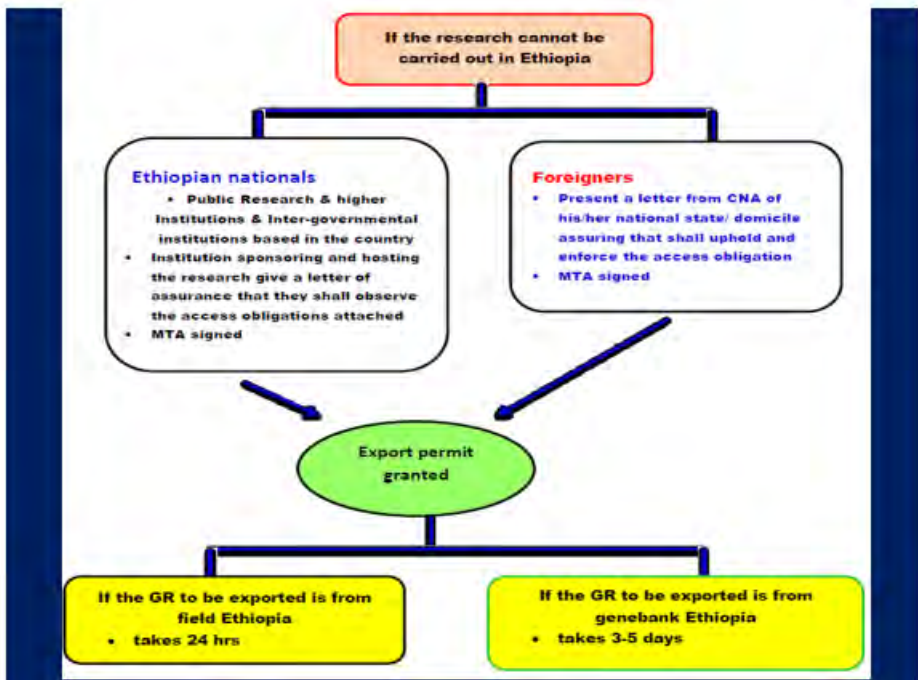 If the research cannot be
carried out in Ethiopia
Ethiopian nationals
• Public Research & higher
Institutions & Inter-governmental
institutions based in the country
• Institution sponsoring and hosting
the research give a letter of
assurance that they shall observe
the access obligations attached
• MTA signed
Foreigners
• Present a letter from CNA of
his/her national state/ domicile
assuring that shall uphold and
enforce the access obligation
• MTA signed
Export permit
granted
If the GR to be exported is from
field Ethiopia
• takes 24 hrs
If the GR to be exported is from
genebank Ethiopia
• takes 3-5 days